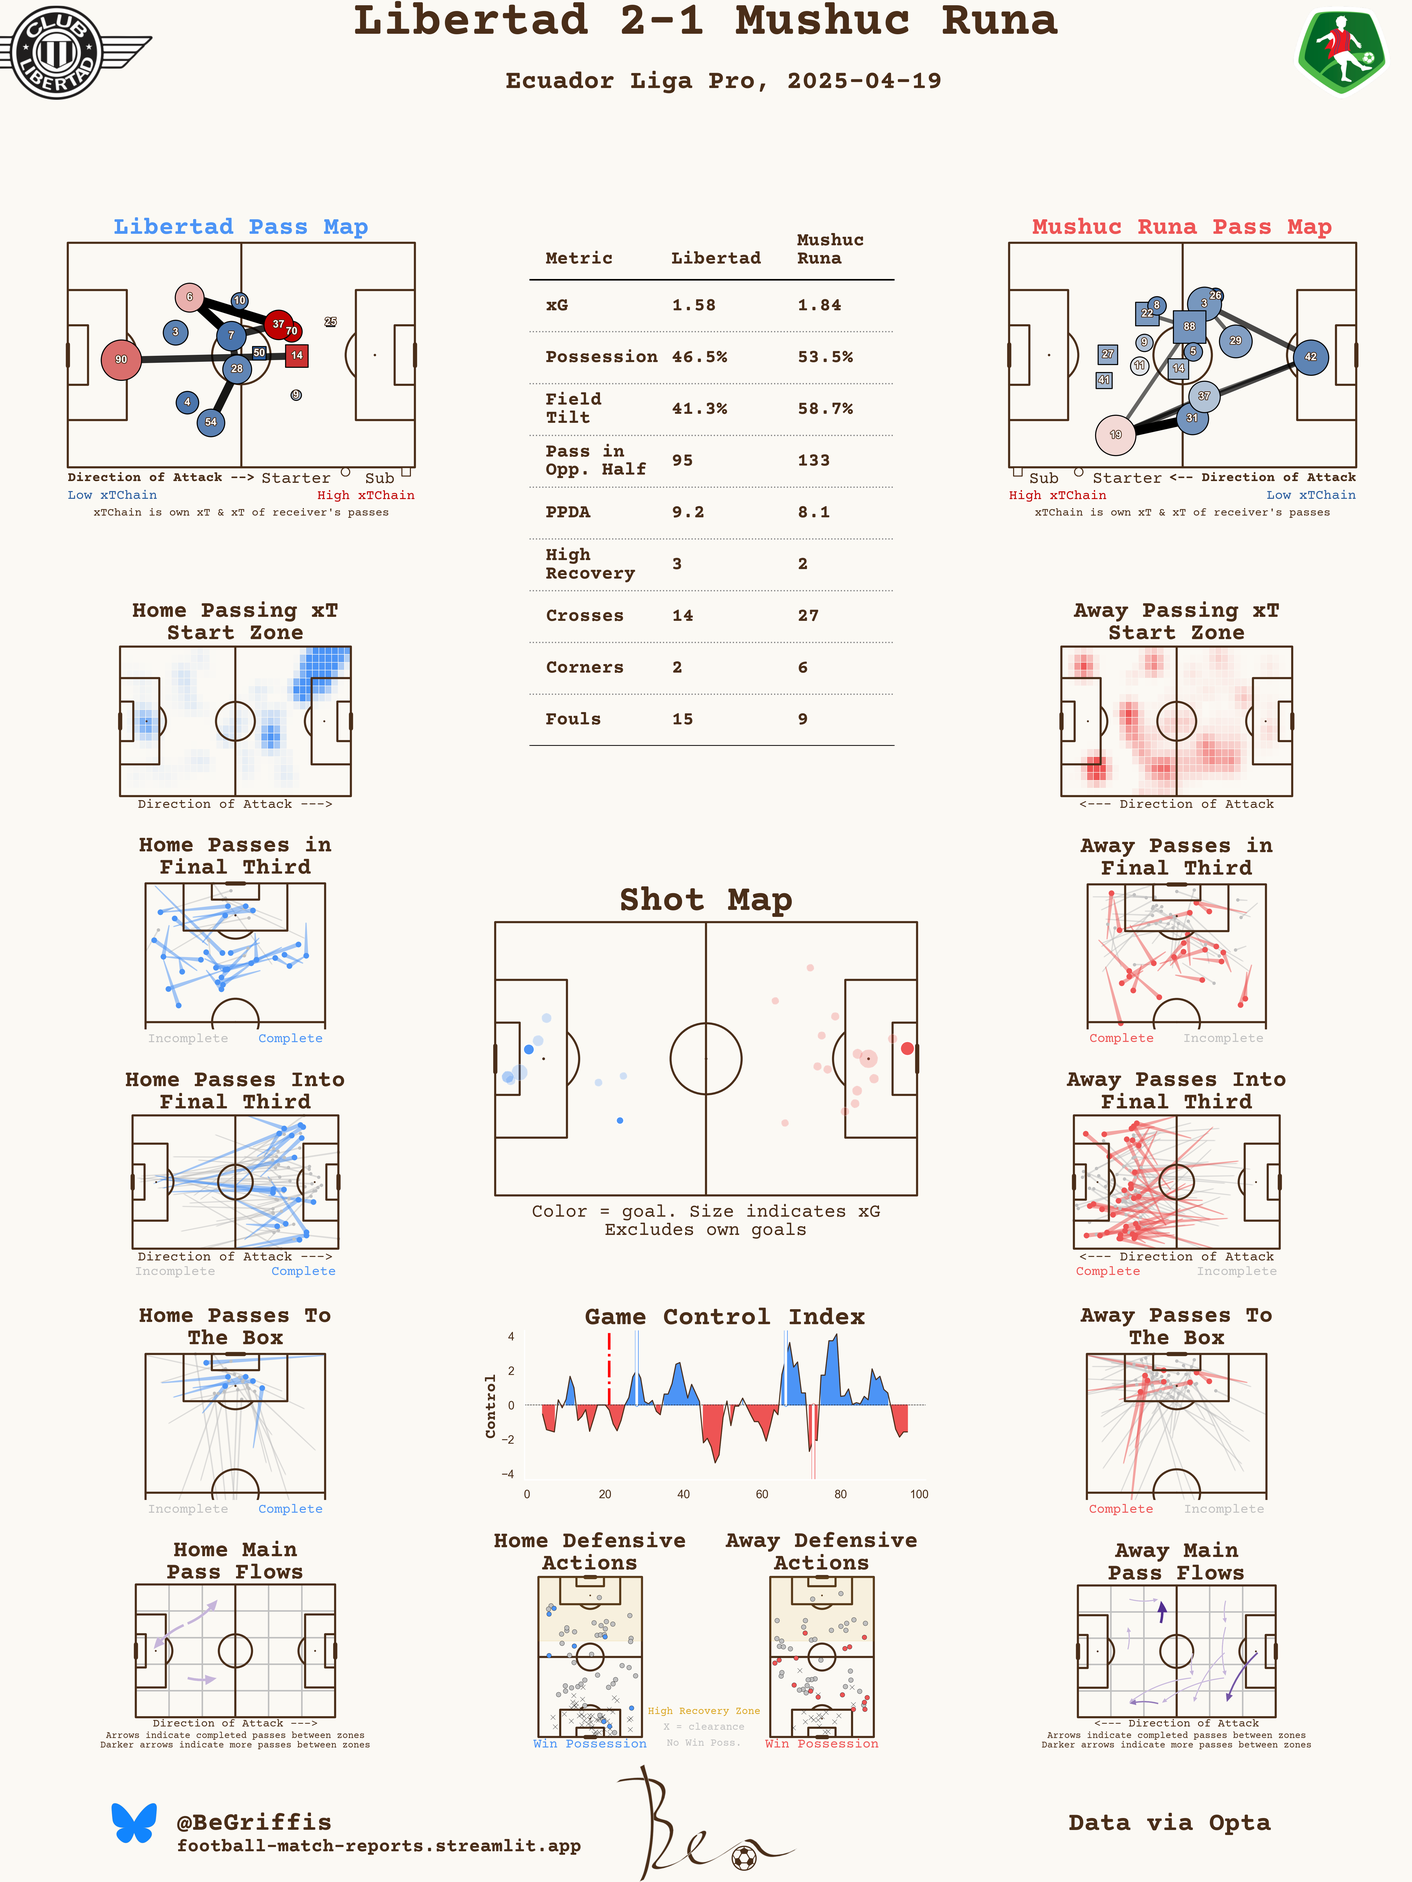 Libertad 2-1 Mushuc Runa
Ecuador Liga Pro, 2025-04-19
CLUB
LIBERTAD
Libertad Pass Map
6
10
37
70
25
3
7
50
14
90
28
9
4
54
Direction of Attack --> Starter Sub
Low xTChain High xTChain
xTChain is own xT & xT of receiver's passes
Metric Libertad Mushuc Runa
xG 1.58 1.84
Possession 46.5% 53.5%
Field Tilt 41.3% 58.7%
Pass in Opp. Half 95 133
PPDA 9.2 8.1
High Recovery 3 2
Crosses 14 27
Corners 2 6
Fouls 15 9
Mushuc Runa Pass Map
26
8
3
22
88
9
29
27
5
42
11
14
41
37
31
19
Sub Starter <-- Direction of Attack
High xTChain Low xTChain
xTChain is own xT & xT of receiver's passes
Home Passing xT
Start Zone
Direction of Attack --->
Away Passing xT
Start Zone
<--- Direction of Attack
Home Passes in
Final Third
Incomplete Complete
Away Passes in
Final Third
Complete Incomplete
Shot Map
Color = goal. Size indicates xG
Excludes own goals
Home Passes Into
Final Third
Direction of Attack --->
Incomplete Complete
Away Passes Into
Final Third
<--- Direction of Attack
Complete Incomplete
Home Passes To
The Box
Incomplete Complete
Game Control Index
Control
4
2
0
−2
−4
0 20 40 60 80 100
Away Passes To
The Box
Complete Incomplete
Home Main
Pass Flows
Direction of Attack --->
Arrows indicate completed passes between zones
Darker arrows indicate more passes between zones
Home Defensive
Actions
Win Possession
High Recovery Zone
X = clearance
No Win Poss.
Away Defensive
Actions
Win Possession
Away Main
Pass Flows
<--- Direction of Attack
Arrows indicate completed passes between zones
Darker arrows indicate more passes between zones
@BeGriffis
football-match-reports.streamlit.app
Ben
Data via Opta